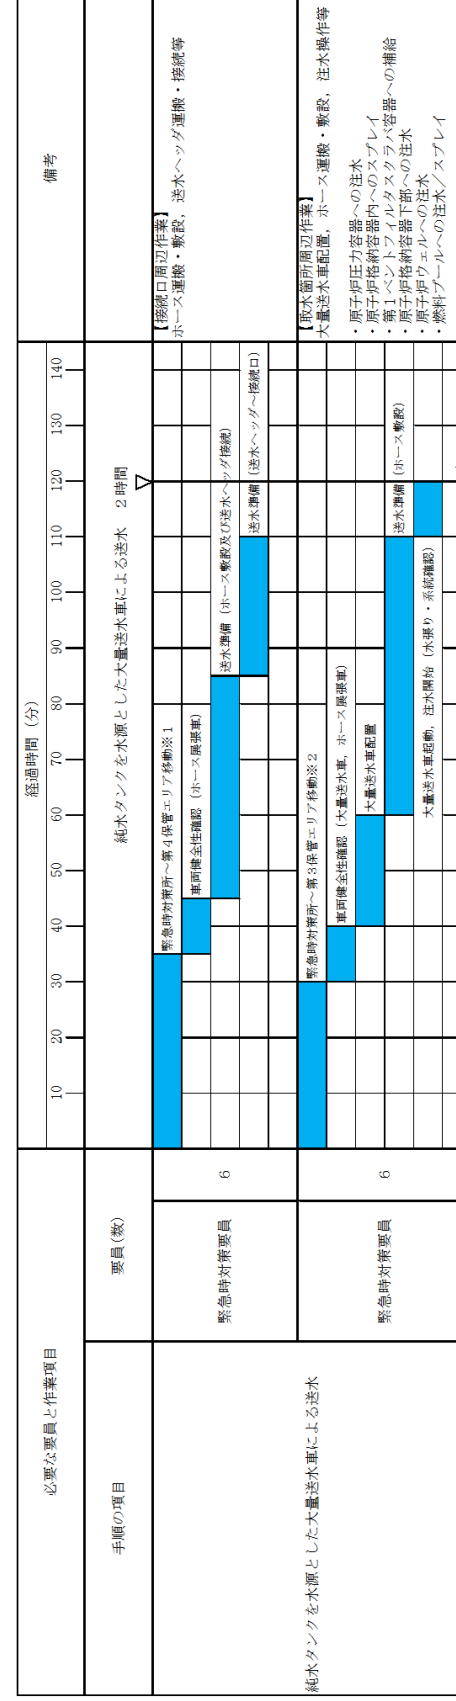 必要な要員と作業項目
経過時間（分）
備考
10 20 30 40 50 60 70 80 90 100 110 120 130 140
手順の項目
要員(数)
純水タンクを水源とした大量送水車による送水　２時間
純水タンクを水源とした大量送水車による送水
緊急時対策要員
6
緊急時対策所～第４保管エリア移動※１
車両健全性確認（ホース展張車）
送水準備（ホース敷設及び送水ヘッダ接続）
送水準備（送水ヘッダ～接続口）
【接続口周辺作業】
ホース運搬・敷設，送水ヘッダ運搬・接続等
緊急時対策要員
6
緊急時対策所～第３保管エリア移動※２
車両健全性確認（大量送水車，ホース展張車）
大量送水車配置
送水準備（ホース敷設）
大量送水車起動，注水開始（水張り・系統確認）
【取水箇所周辺作業】
大量送水車配置，ホース運搬・敷設，注水操作等
・原子炉圧力容器への注水
・原子炉格納容器内へのスプレイ
・第１ベントフィルタスクラバ容器への補給
・原子炉格納容器下部への注水
・原子炉ウェルへの注水
・燃料プールへの注水／スプレイ